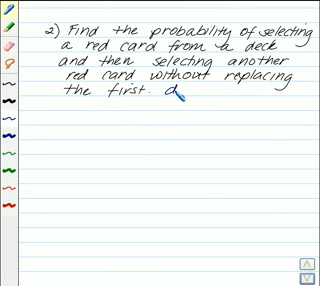 2) Find the probability of selecting
a red card from a deck
and then selecting another
red card without replacing
the first. d